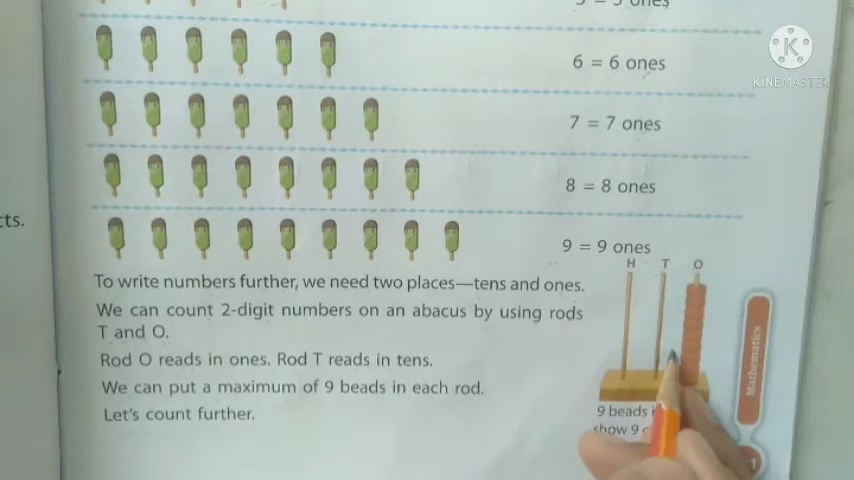 ones
KINEMASTER
6 = 6 ones
7 = 7 ones
8 = 8 ones
cts.
9 = 9 ones
H T O
To write numbers further, we need two places—tens and ones.
We can count 2-digit numbers on an abacus by using rods
T and O.
Rod O reads in ones. Rod T reads in tens.
We can put a maximum of 9 beads in each rod.
Let's count further.
9 beads
show 9
Mathematics